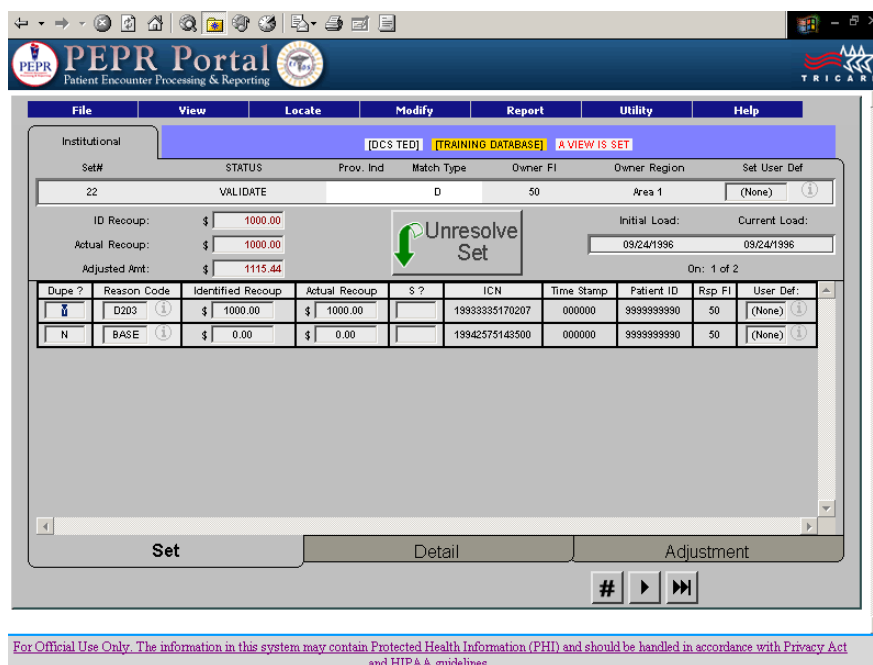 PEPR Portal
PEPR
Patient Encounter Processing & Reporting
TRICAR
File View Locate Modify Report Utility Help
Institutional
[DCS TED] [TRAINING DATABASE] A VIEW IS SET
Set# STATUS Prov. Ind Match Type Owner FI Owner Region Set User Def
22 VALIDATE D 50 Area 1 (None)
ID Recoup: $ 1000.00
Actual Recoup: $ 1000.00
Adjusted Amt: $ 1115.44
Unresolve
Set
Initial Load: Current Load:
09/24/1996 09/24/1996
On: 1 of 2
Dupe ? Reason Code Identified Recoup Actual Recoup S ? ICN Time Stamp Patient ID Rsp FI User Def:
Y D203 $ 1000.00 $ 1000.00 19933335170207 000000 9999999990 50 (None)
N BASE $ 0.00 $ 0.00 19942575143500 000000 9999999990 50 (None)
Set Detail Adjustment
#
For Official Use Only. The information in this system may contain Protected Health Information (PHI) and should be handled in accordance with Privacy Act
and HIPAA guidelines